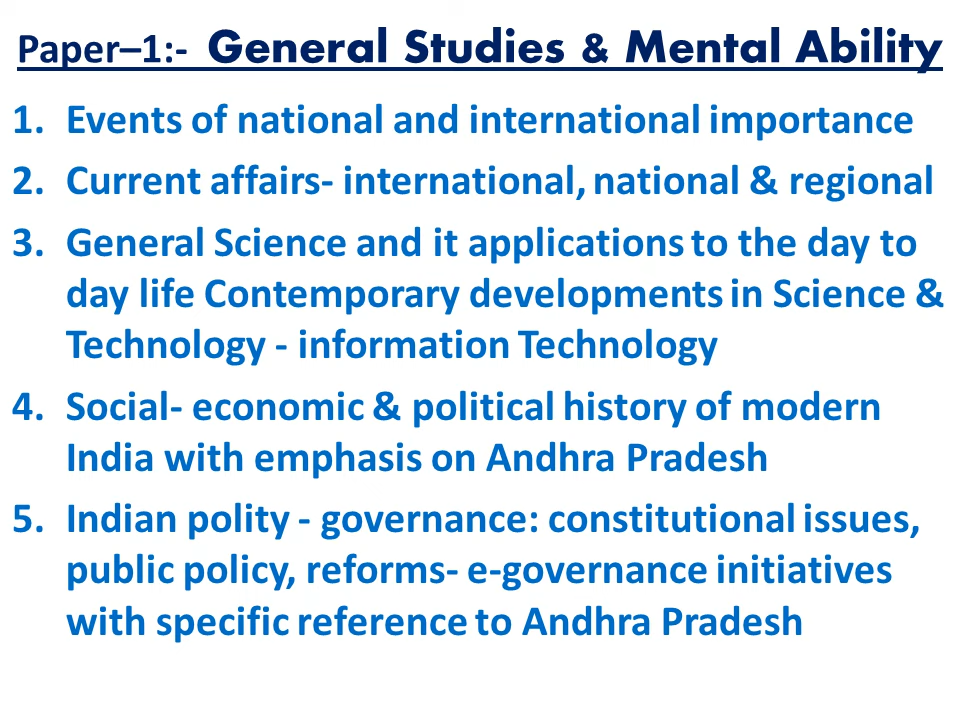 Paper–1:- General Studies & Mental Ability
1. Events of national and international importance
2. Current affairs- international, national & regional
3. General Science and it applications to the day to
day life Contemporary developments in Science &
Technology - information Technology
4. Social- economic & political history of modern
India with emphasis on Andhra Pradesh
5. Indian polity - governance: constitutional issues,
public policy, reforms- e-governance initiatives
with specific reference to Andhra Pradesh